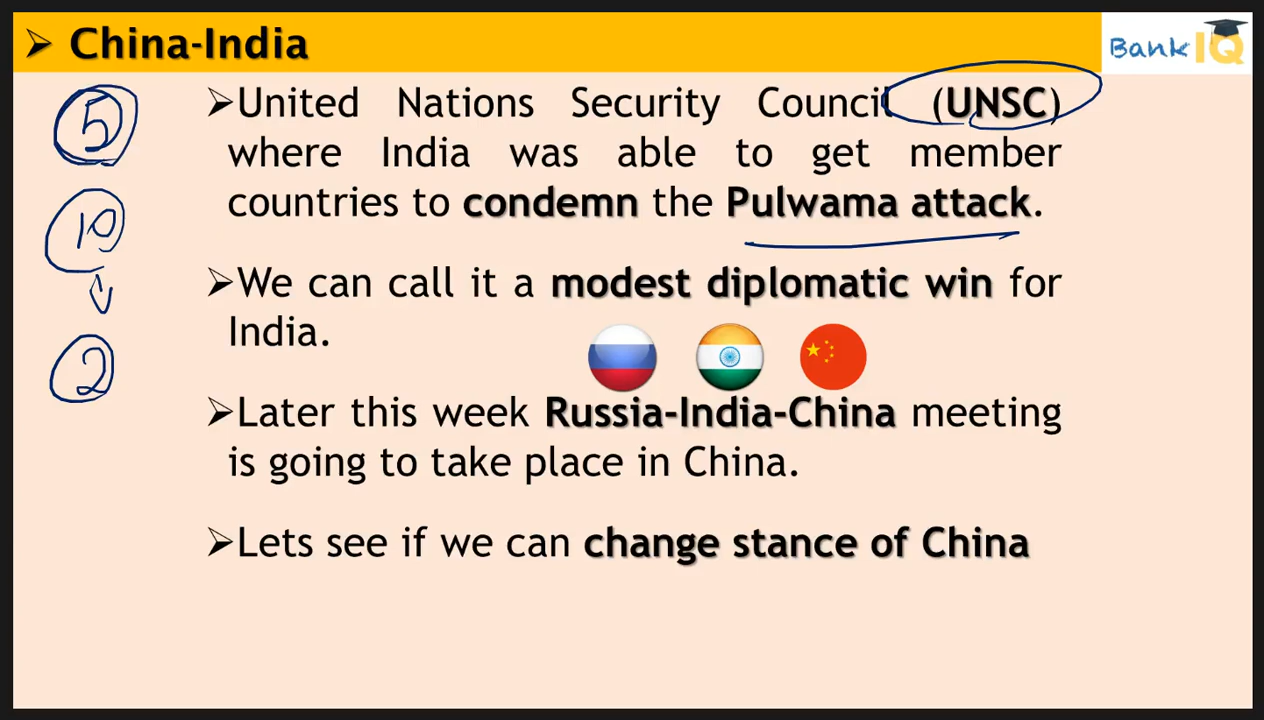 ➢ China-India
Bank IQ
5
➢United Nations Security Council (UNSC)
where India was able to get member
countries to condemn the Pulwama attack.
10
➢We can call it a modest diplomatic win for
India.
2
➢Later this week Russia-India-China meeting
is going to take place in China.
➢Lets see if we can change stance of China